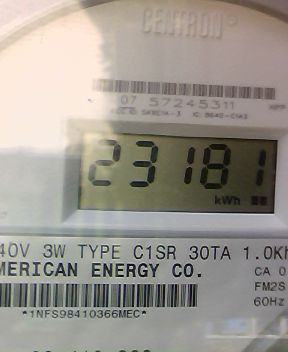 CENTRON®
07 57245311
23181
kWh
40V 3W TYPE C1SR 30TA 1.0Kh
MERICAN ENERGY CO.
CA 0
FM2S
60Hz
*1NFS98410366MEC*